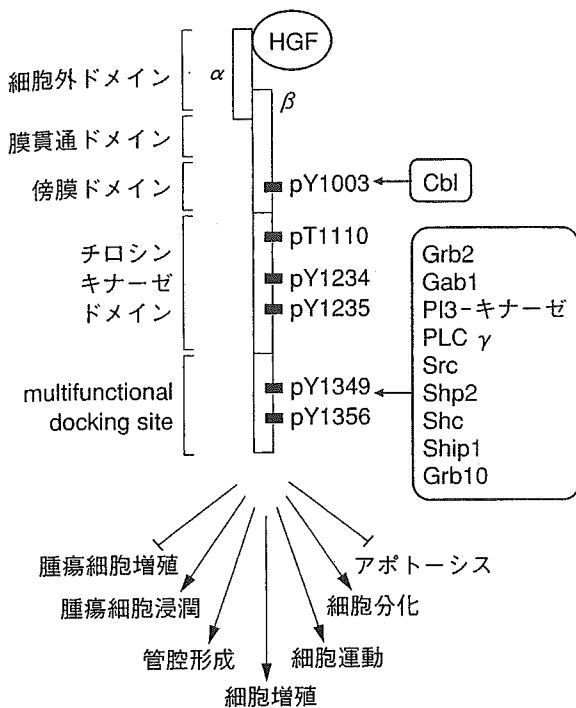 HGF
α
細胞外ドメイン
β
膜貫通ドメイン
傍膜ドメイン
pY1003
Cbl
pT1110
チロシン
キナーゼ
ドメイン
pY1234
pY1235
Grb2
Gab1
PI3-キナーゼ
PLC γ
Src
Shp2
Shc
Ship1
Grb10
multifunctional
docking site
pY1349
pY1356
腫瘍細胞増殖
アポトーシス
腫瘍細胞浸潤
細胞分化
管腔形成
細胞運動
細胞増殖